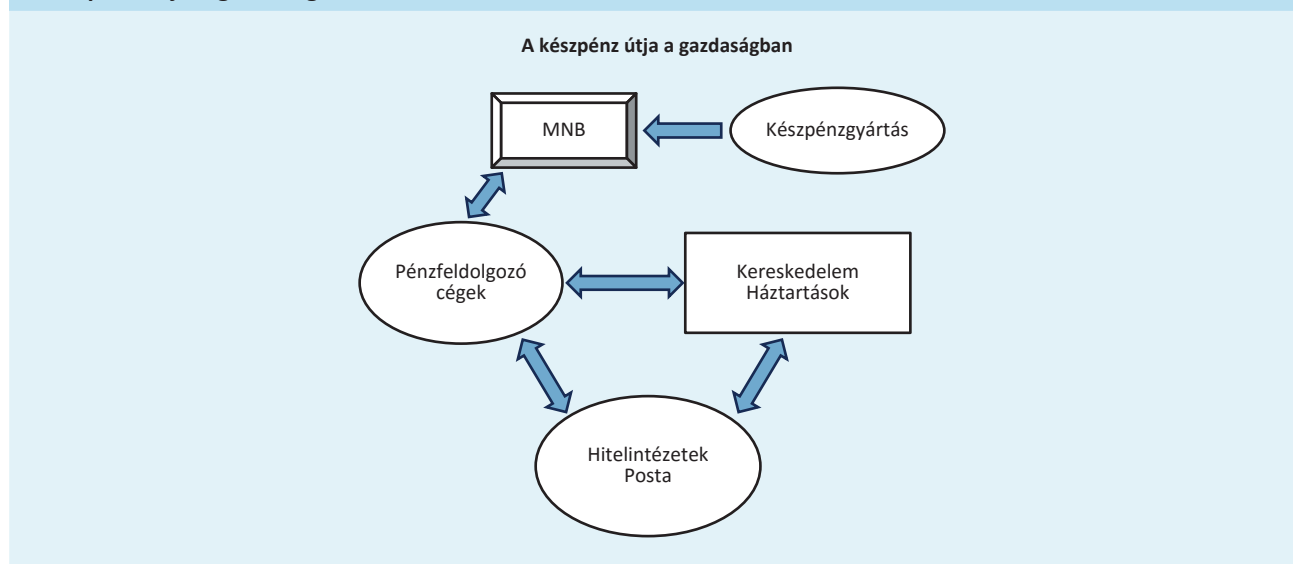 A készpénz útja a gazdaságban
MNB
Készpénzgyártás
Pénzfeldolgozó
cégek
Kereskedelem
Háztartások
Hitelintézetek
Posta